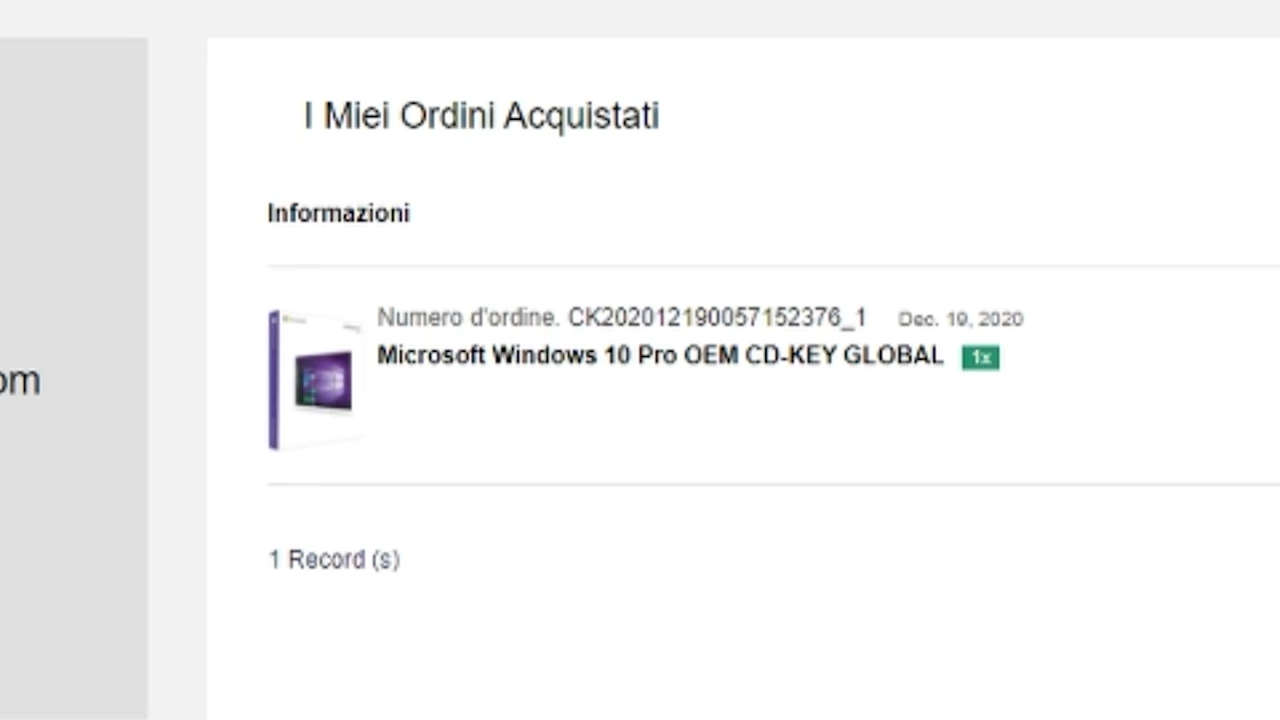 I Miei Ordini Acquistati
Informazioni
Numero d'ordine. CK202012190057152376_1 Dec. 19, 2020
Microsoft Windows 10 Pro OEM CD-KEY GLOBAL 1x
om
1 Record (s)